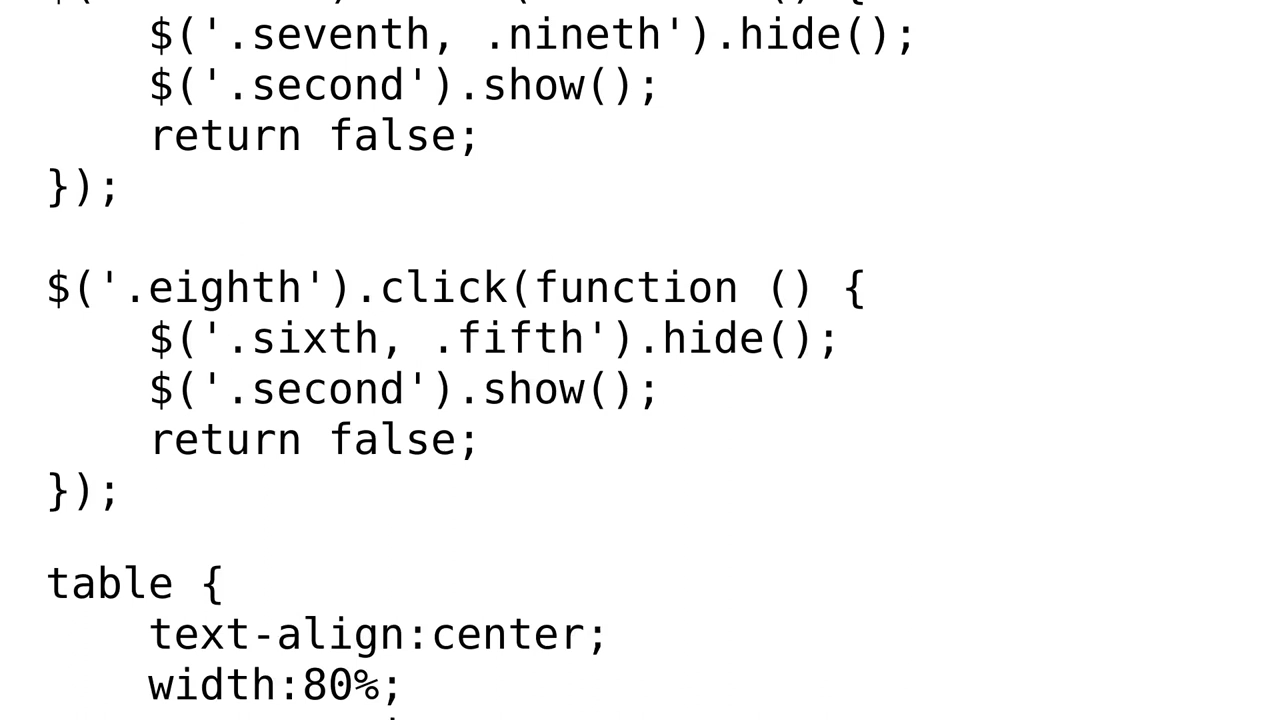 $('.seventh, .nineth').hide();
$('.second').show();
return false;
});
$('.eighth').click(function () {
$('.sixth, .fifth').hide();
$('.second').show();
return false;
});
table {
text-align:center;
width:80%;